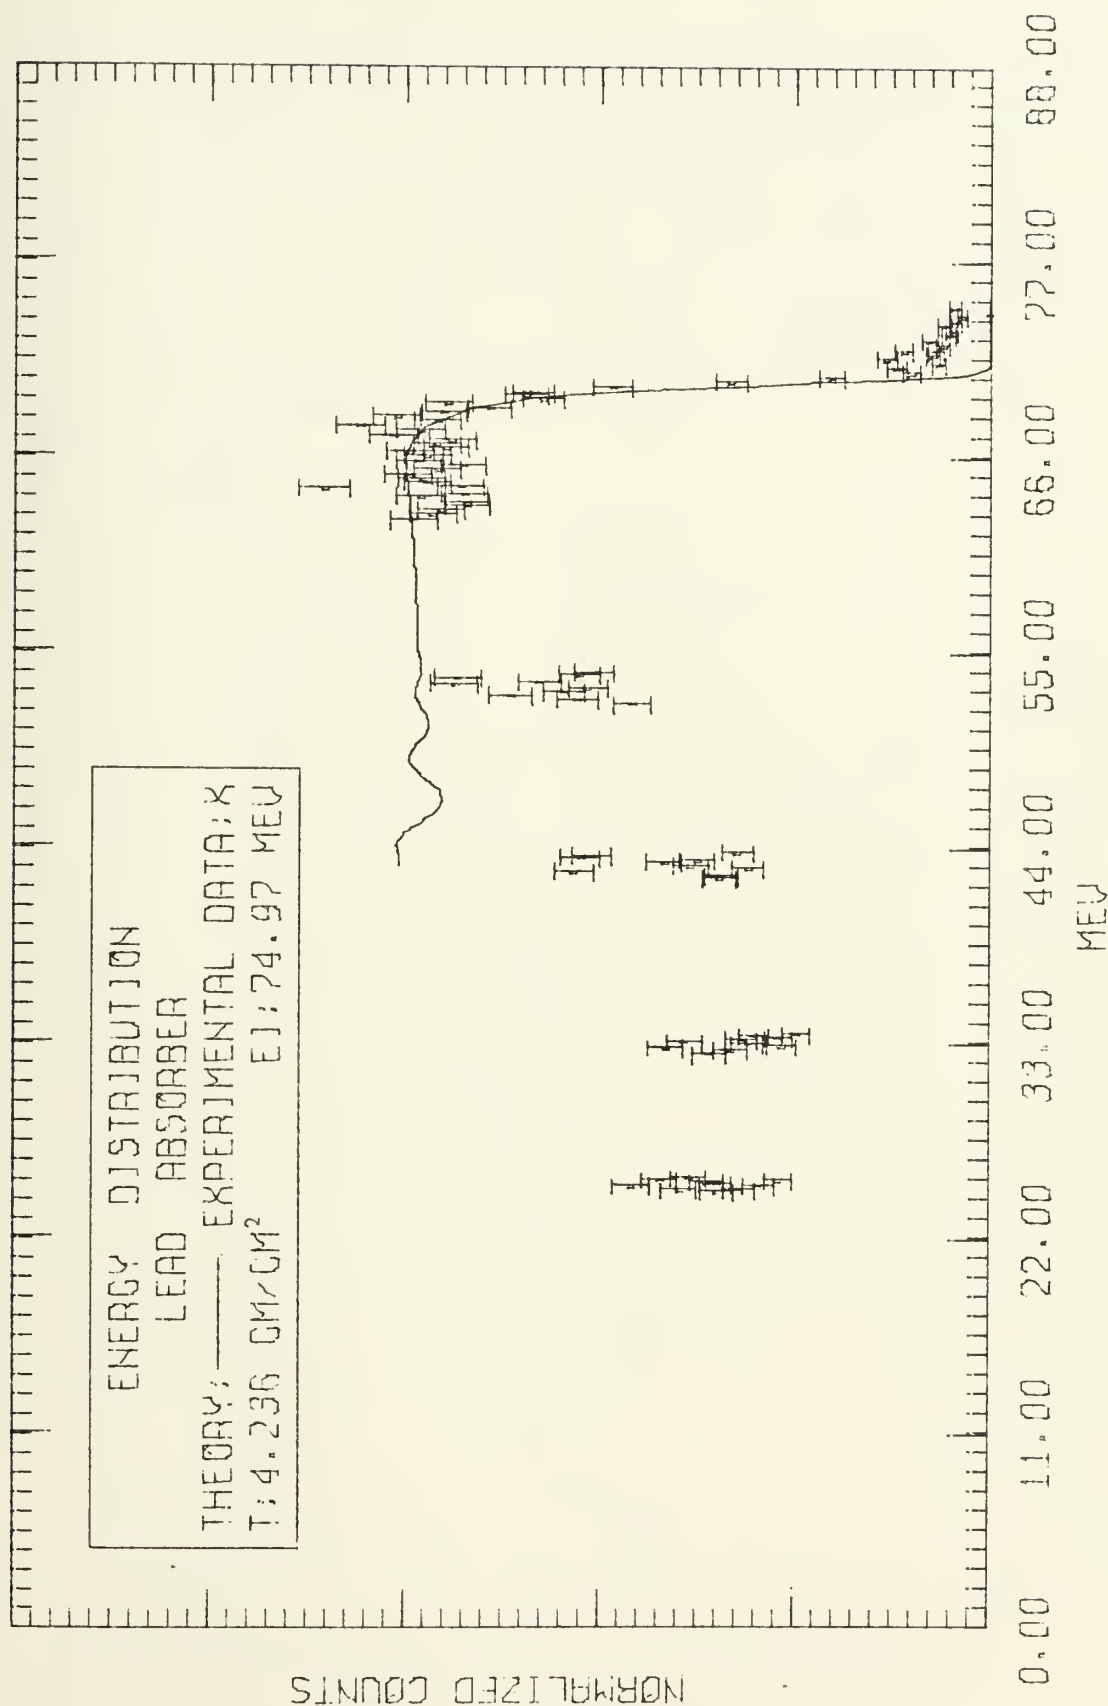 ENERGY DISTRIBUTION
LEAD ABSORBER
THEORY: EXPERIMENTAL DATA:X
T:4.236 GM/CM²  EI:74.97 MEV
NORMALIZED COUNTS
0.00 11.00 22.00 33.00 44.00 55.00 66.00 77.00 88.00
MEV